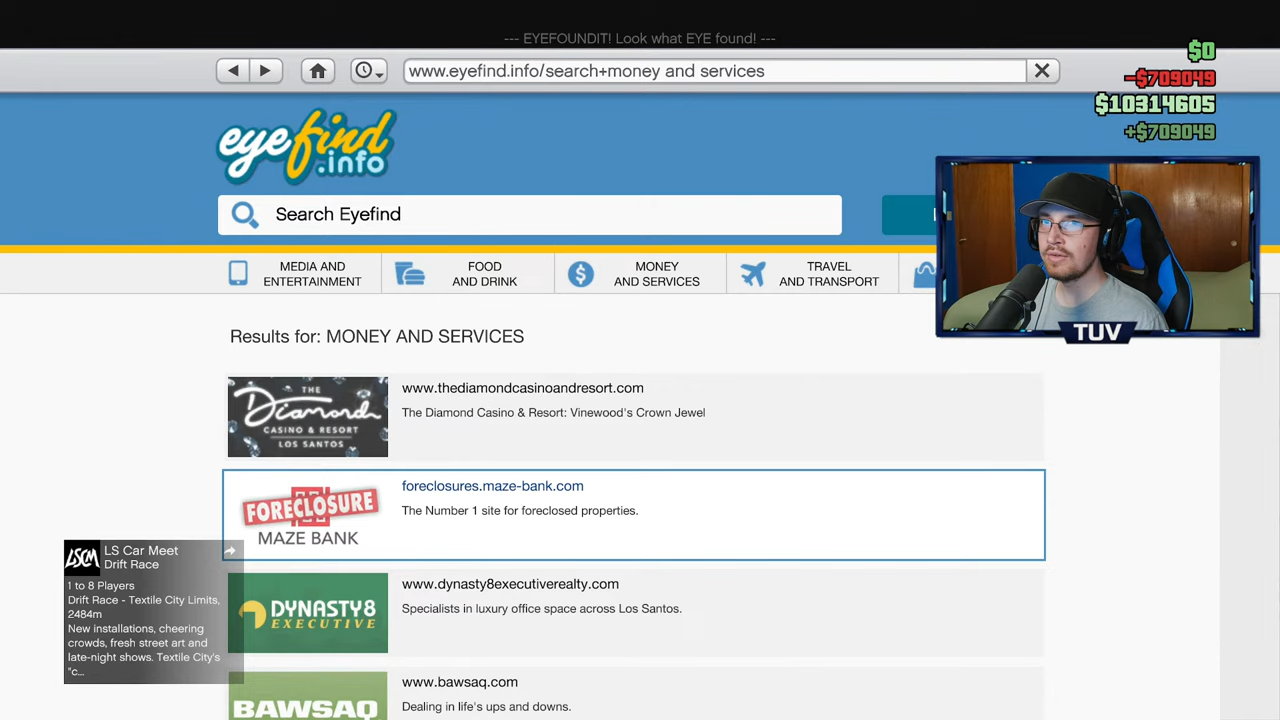 --- EYEFOUNDIT! Look what EYE found! ---
www.eyefind.info/search+money and services
$0
-$709049
$10314605
+$709049
eyefind
.info
Search Eyefind
MEDIA AND
ENTERTAINMENT
FOOD
AND DRINK
MONEY
AND SERVICES
TRAVEL
AND TRANSPORT
TUV
Results for: MONEY AND SERVICES
THE
Diamond
CASINO & RESORT
LOS SANTOS
www.thediamondcasinoandresort.com
The Diamond Casino & Resort: Vinewood's Crown Jewel
FORECLOSURE
MAZE BANK
foreclosures.maze-bank.com
The Number 1 site for foreclosed properties.
LSCM
LS Car Meet
Drift Race
1 to 8 Players
Drift Race - Textile City Limits,
2484m
New installations, cheering
crowds, fresh street art and
late-night shows. Textile City's
"c...
DYNASTY8
EXECUTIVE
www.dynasty8executiverealty.com
Specialists in luxury office space across Los Santos.
BAWSAQ
www.bawsaq.com
Dealing in life's ups and downs.